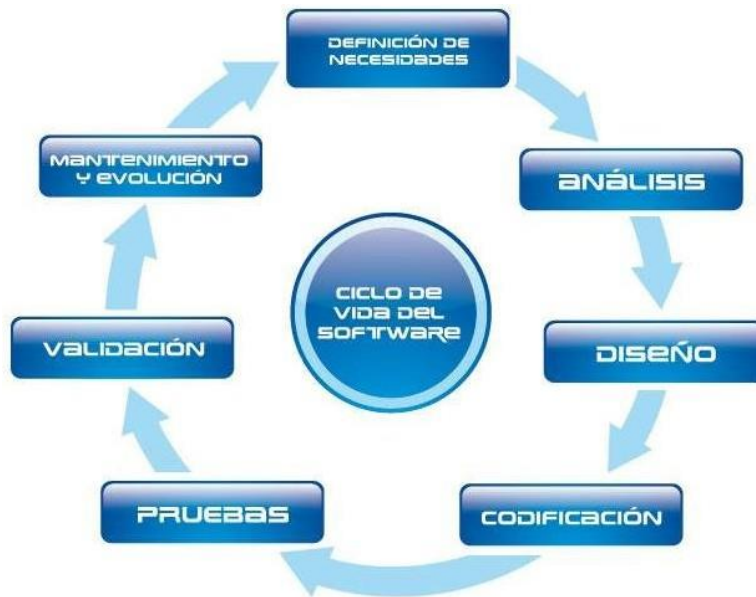 DEFINICIÓN DE
NECESIDADES
ANÁLISIS
DISEÑO
CODIFICACIÓN
PRUEBAS
VALIDACIÓN
MANTENIMIENTO
Y EVOLUCIÓN
CICLO DE
VIDA DEL
SOFTWARE